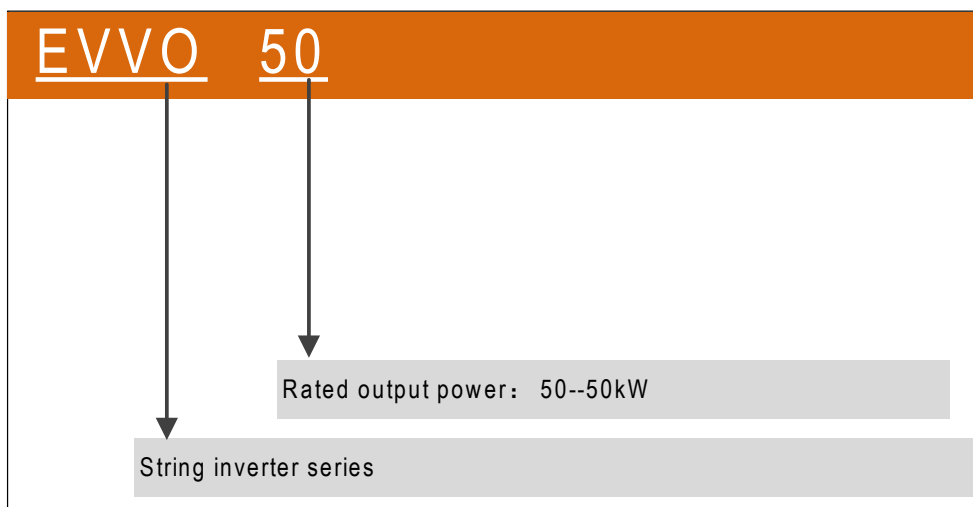 EVVO 50
Rated output power： 50--50kW
String inverter series